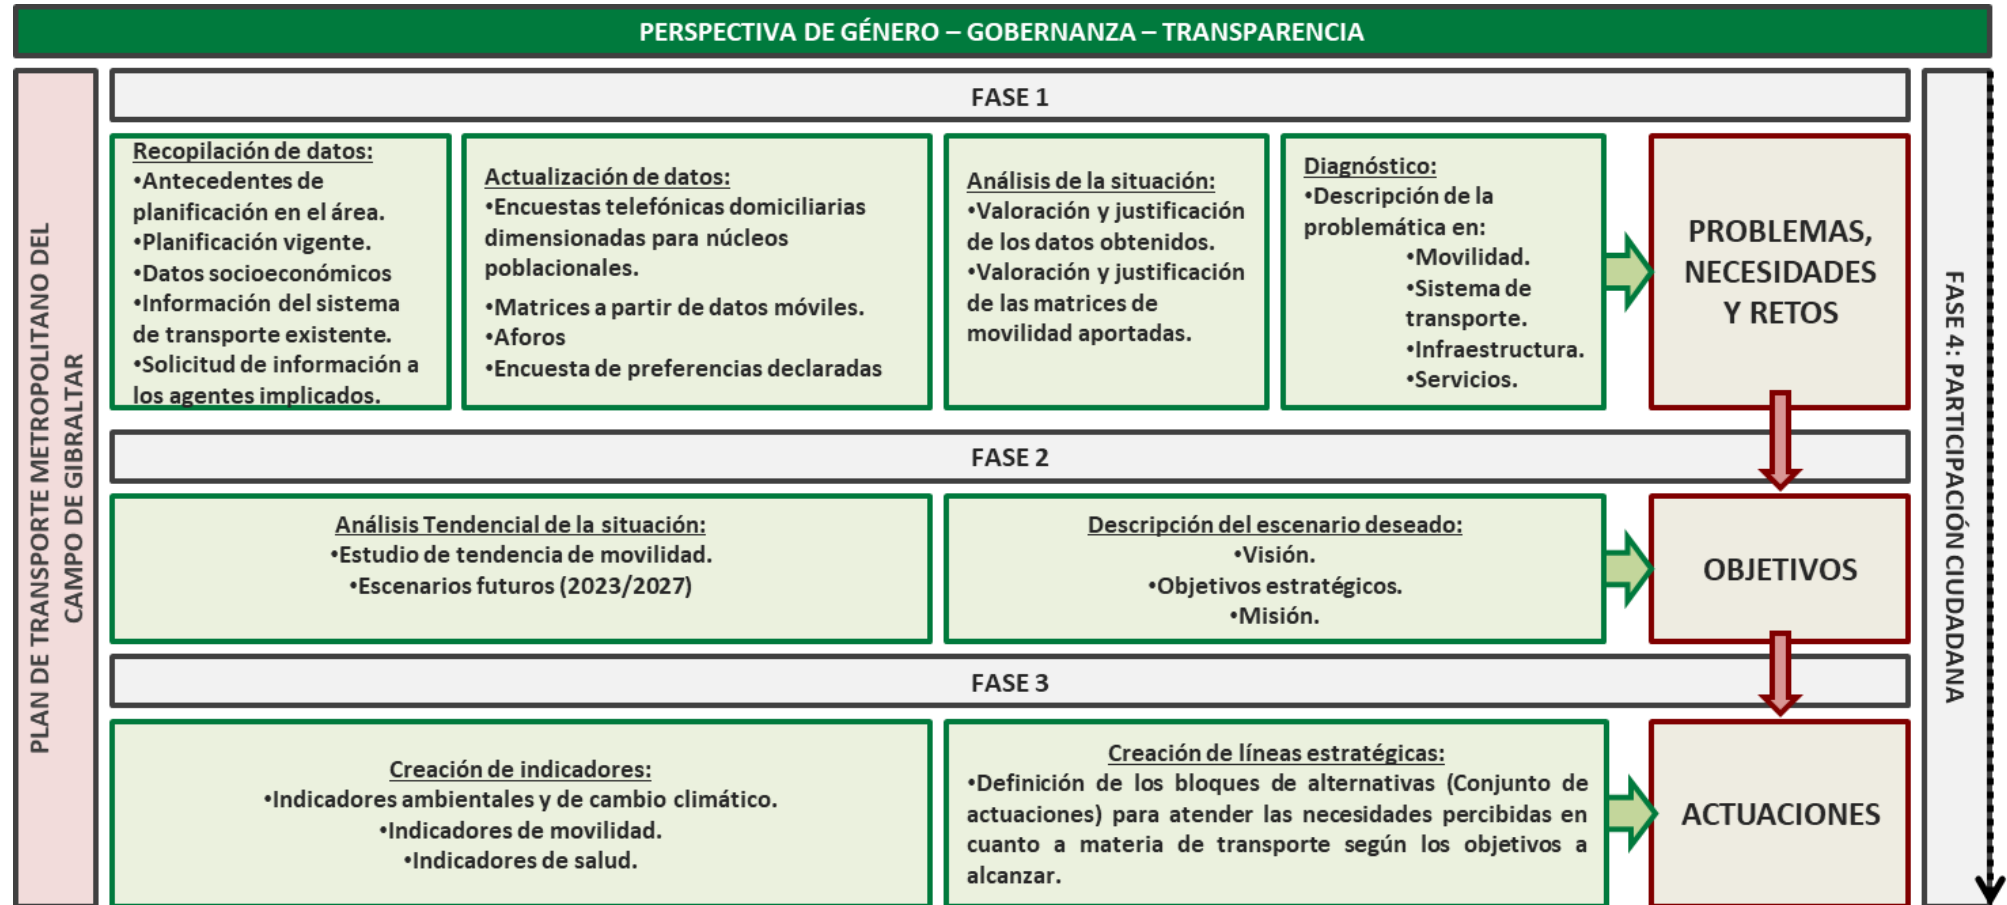 PERSPECTIVA DE GÉNERO – GOBERNANZA – TRANSPARENCIA
PLAN DE TRANSPORTE METROPOLITANO DEL
CAMPO DE GIBRALTAR
FASE 1
Recopilación de datos:
•Antecedentes de
planificación en el área.
•Planificación vigente.
•Datos socioeconómicos
•Información del sistema
de transporte existente.
•Solicitud de información a
los agentes implicados.
Actualización de datos:
•Encuestas telefónicas domiciliarias
dimensionadas para núcleos
poblacionales.
•Matrices a partir de datos móviles.
•Aforos
•Encuesta de preferencias declaradas
Análisis de la situación:
•Valoración y justificación
de los datos obtenidos.
•Valoración y justificación
de las matrices de
movilidad aportadas.
Diagnóstico:
•Descripción de la
problemática en:
•Movilidad.
•Sistema de
transporte.
•Infraestructura.
•Servicios.
PROBLEMAS,
NECESIDADES
Y RETOS
FASE 2
Análisis Tendencial de la situación:
•Estudio de tendencia de movilidad.
•Escenarios futuros (2023/2027)
Descripción del escenario deseado:
•Visión.
•Objetivos estratégicos.
•Misión.
OBJETIVOS
FASE 3
Creación de indicadores:
•Indicadores ambientales y de cambio climático.
•Indicadores de movilidad.
•Indicadores de salud.
Creación de líneas estratégicas:
•Definición de los bloques de alternativas (Conjunto de
actuaciones) para atender las necesidades percibidas en
cuanto a materia de transporte según los objetivos a
alcanzar.
ACTUACIONES
FASE 4: PARTICIPACIÓN CIUDADANA